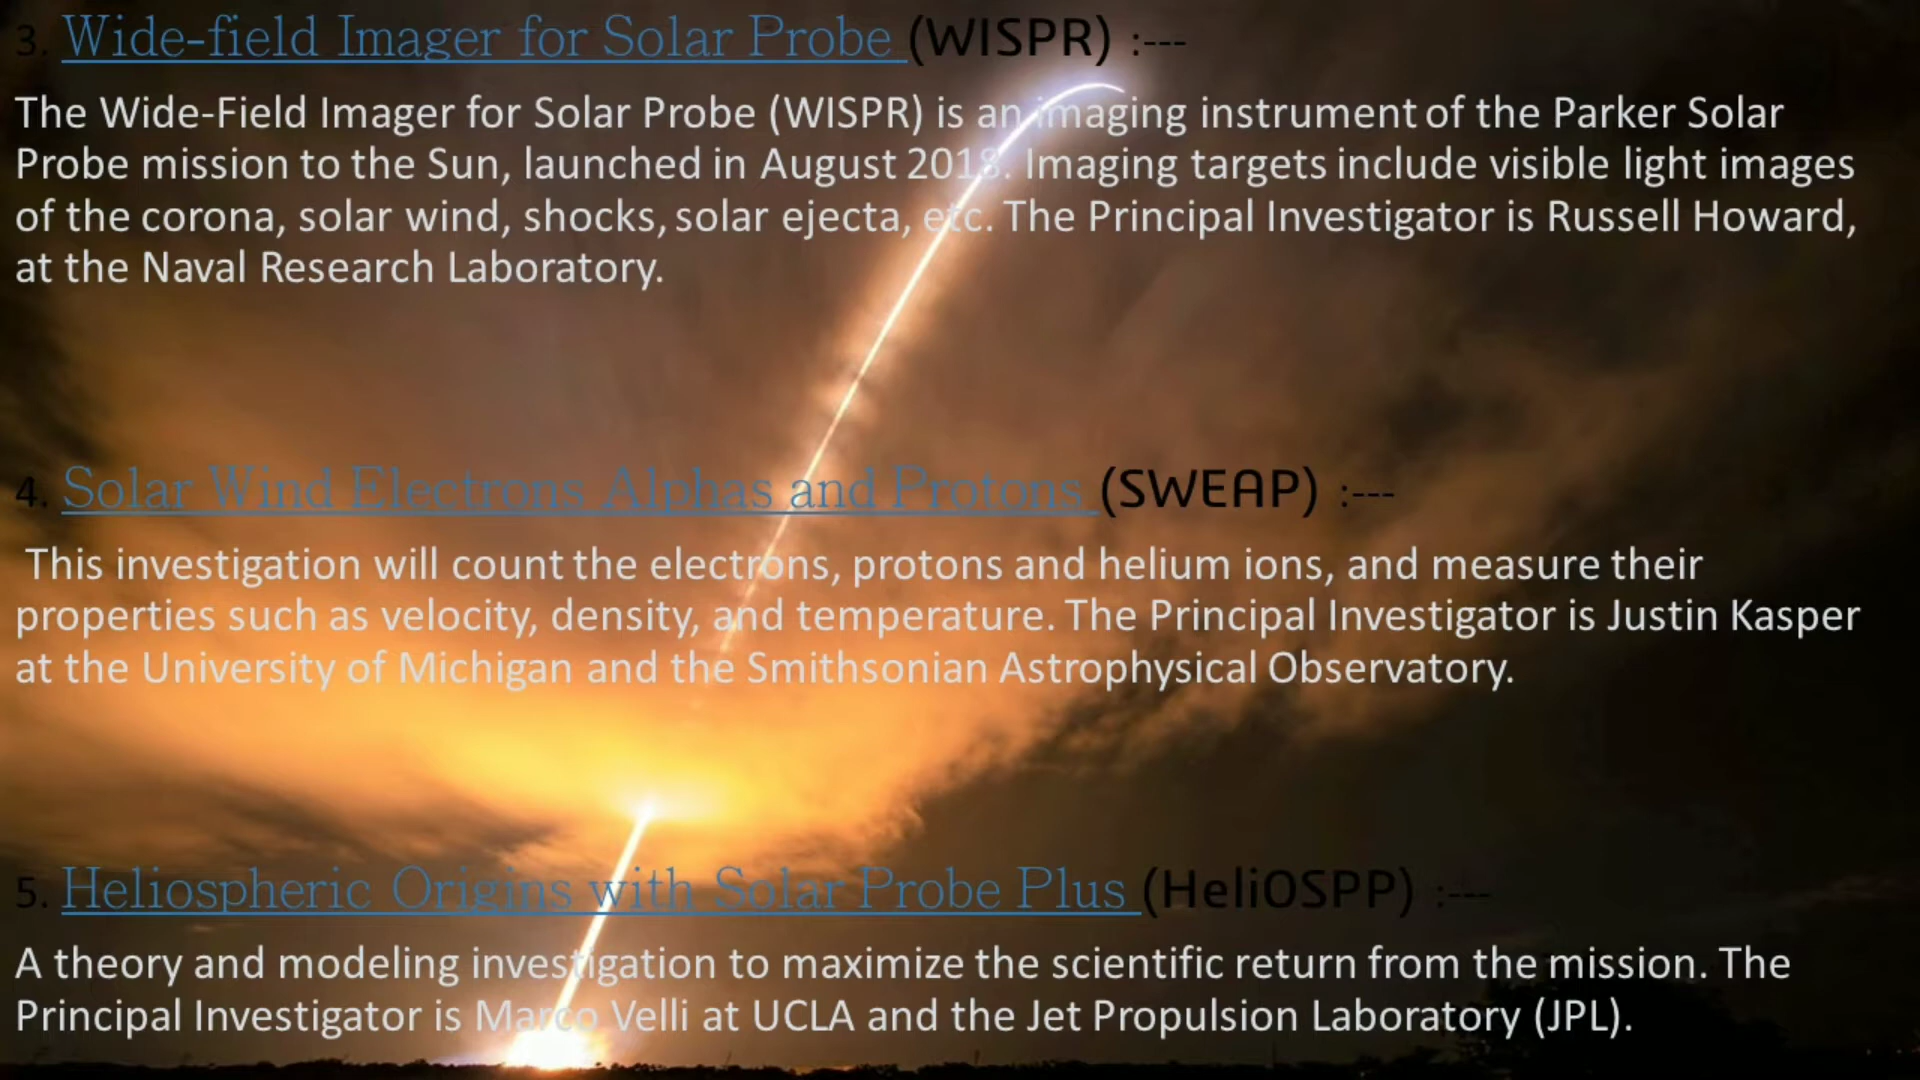 3. Wide-field Imager for Solar Probe (WISPR) :---
The Wide-Field Imager for Solar Probe (WISPR) is an imaging instrument of the Parker Solar
Probe mission to the Sun, launched in August 2018. Imaging targets include visible light images
of the corona, solar wind, shocks, solar ejecta, etc. The Principal Investigator is Russell Howard,
at the Naval Research Laboratory.
4. Solar Wind Electrons Alphas and Protons (SWEAP) :---
This investigation will count the electrons, protons and helium ions, and measure their
properties such as velocity, density, and temperature. The Principal Investigator is Justin Kasper
at the University of Michigan and the Smithsonian Astrophysical Observatory.
5. Heliospheric Origins with Solar Probe Plus (HeliOSPP) :---
A theory and modeling investigation to maximize the scientific return from the mission. The
Principal Investigator is Marco Velli at UCLA and the Jet Propulsion Laboratory (JPL).